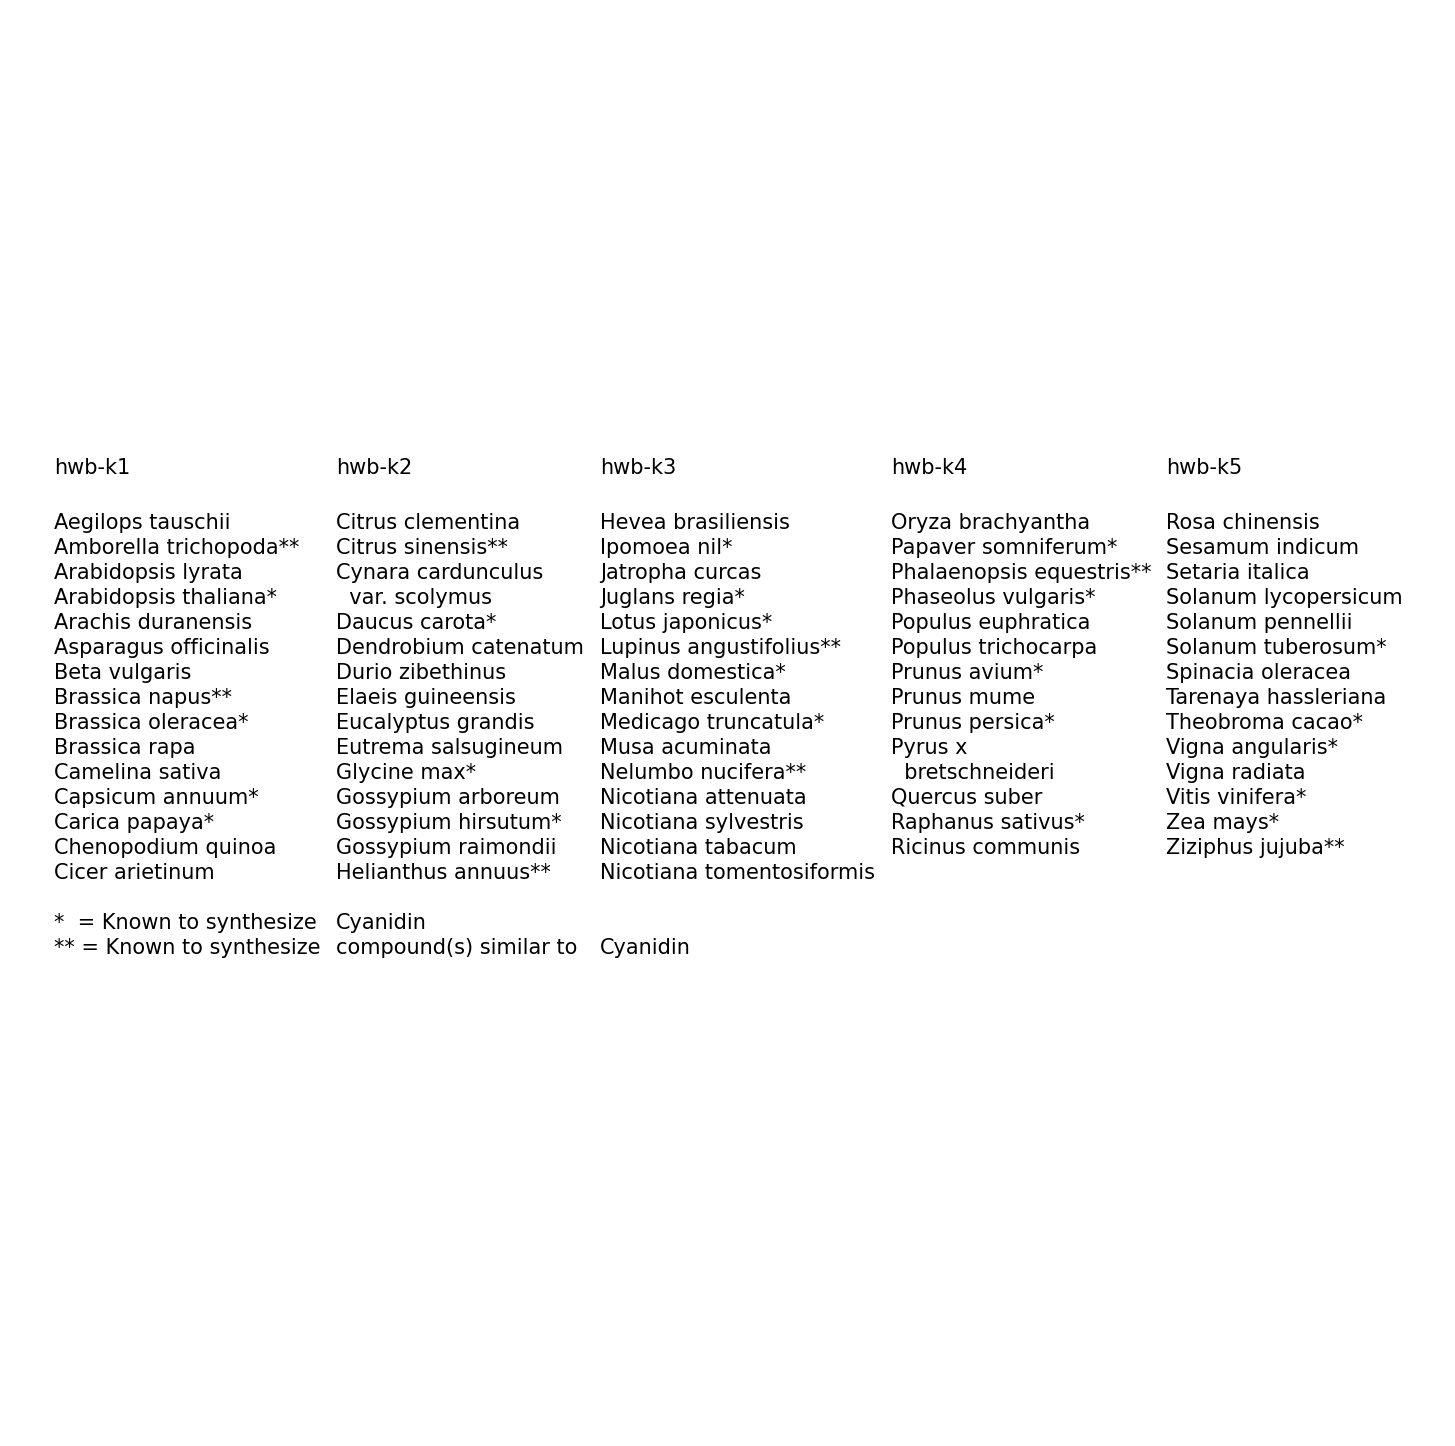 hwb-k1
Aegilops tauschii
Amborella trichopoda**
Arabidopsis lyrata
Arabidopsis thaliana*
Arachis duranensis
Asparagus officinalis
Beta vulgaris
Brassica napus**
Brassica oleracea*
Brassica rapa
Camelina sativa
Capsicum annuum*
Carica papaya*
Chenopodium quinoa
Cicer arietinum
hwb-k2
Citrus clementina
Citrus sinensis**
Cynara cardunculus
var. scolymus
Daucus carota*
Dendrobium catenatum
Durio zibethinus
Elaeis guineensis
Eucalyptus grandis
Eutrema salsugineum
Glycine max*
Gossypium arboreum
Gossypium hirsutum*
Gossypium raimondii
Helianthus annuus**
hwb-k3
Hevea brasiliensis
Ipomoea nil*
Jatropha curcas
Juglans regia*
Lotus japonicus*
Lupinus angustifolius**
Malus domestica*
Manihot esculenta
Medicago truncatula*
Musa acuminata
Nelumbo nucifera**
Nicotiana attenuata
Nicotiana sylvestris
Nicotiana tabacum
Nicotiana tomentosiformis
hwb-k4
Oryza brachyantha
Papaver somniferum*
Phalaenopsis equestris**
Phaseolus vulgaris*
Populus euphratica
Populus trichocarpa
Prunus avium*
Prunus mume
Prunus persica*
Pyrus x
bretschneideri
Quercus suber
Raphanus sativus*
Ricinus communis
hwb-k5
Rosa chinensis
Sesamum indicum
Setaria italica
Solanum lycopersicum
Solanum pennellii
Solanum tuberosum*
Spinacia oleracea
Tarenaya hassleriana
Theobroma cacao*
Vigna angularis*
Vigna radiata
Vitis vinifera*
Zea mays*
Ziziphus jujuba**
* = Known to synthesize Cyanidin
** = Known to synthesize compound(s) similar to Cyanidin